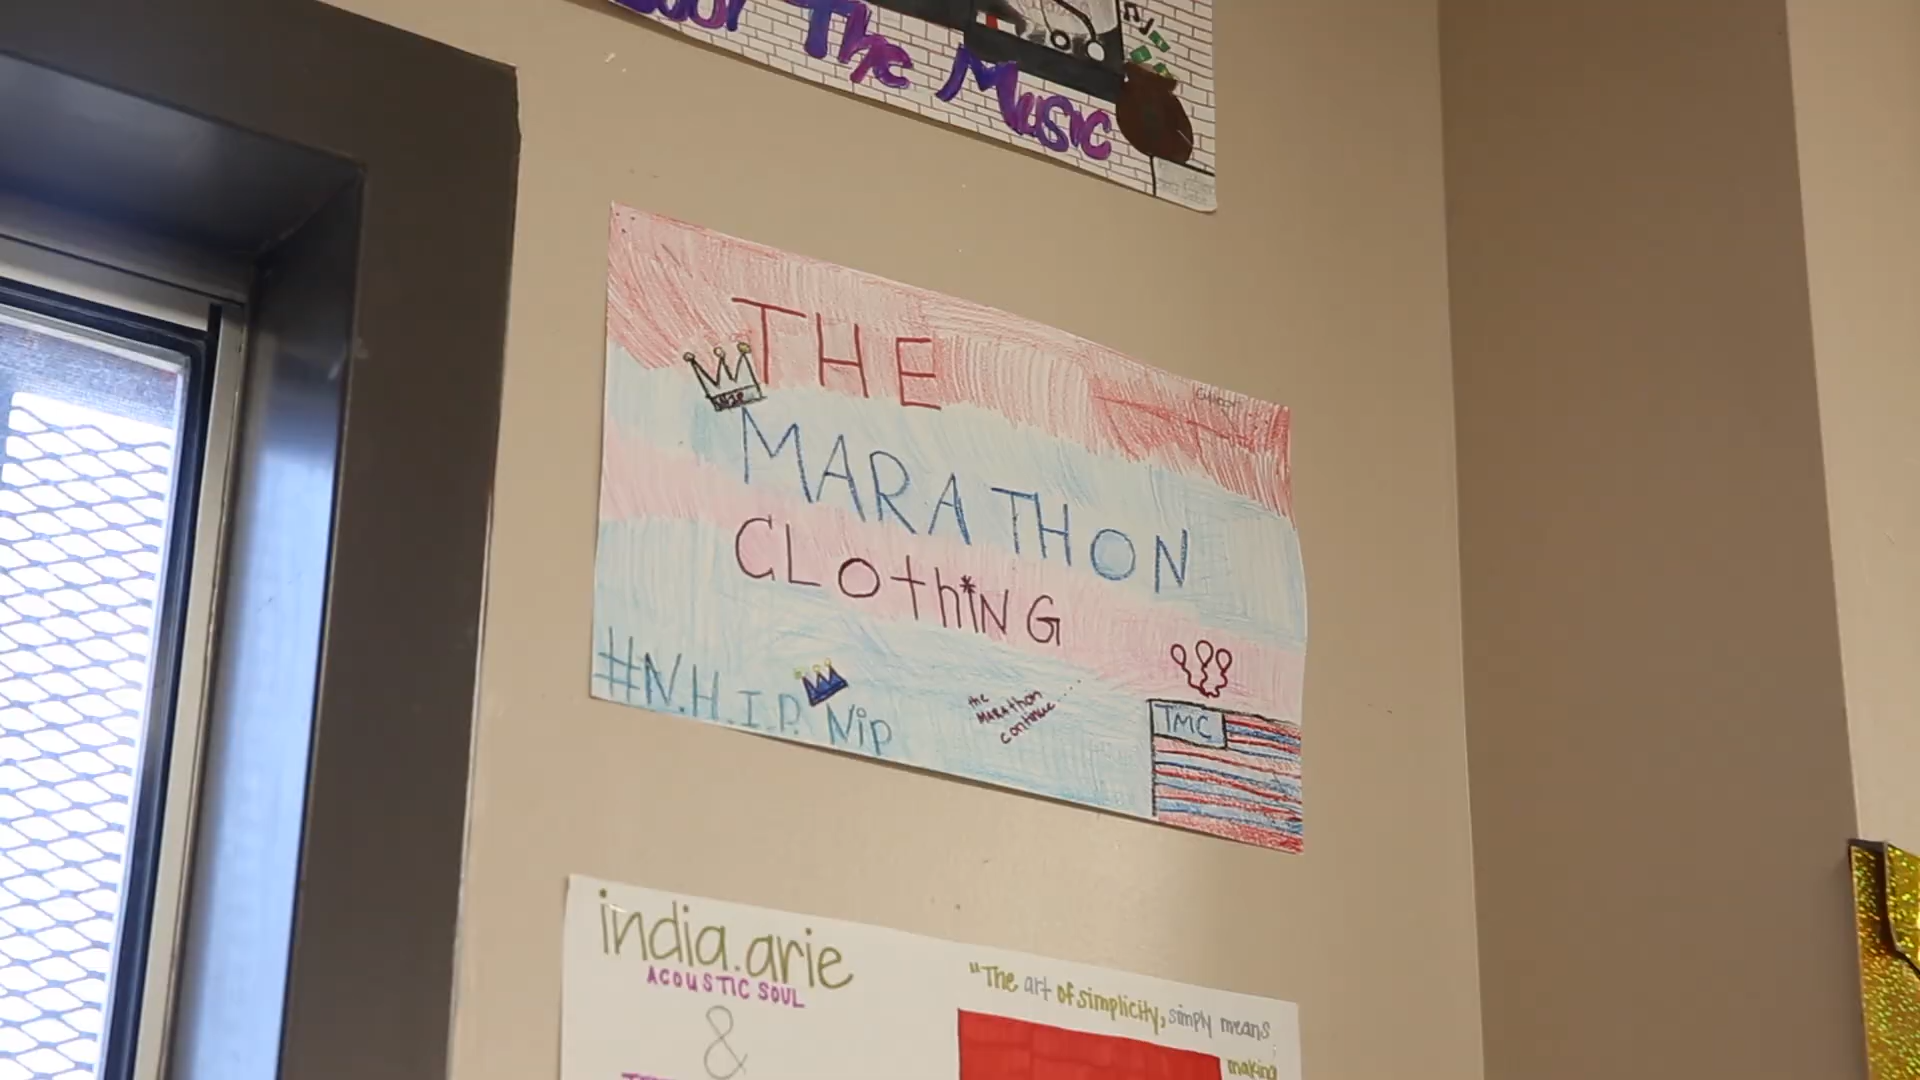 The Music
THE
MARATHON
CLOthiNG
#N.H.I.P. Nip
the
MARAthon
continue....
TMC
india.arie
ACOUSTIC SOUL
&
"The art of simplicity, simply means
making